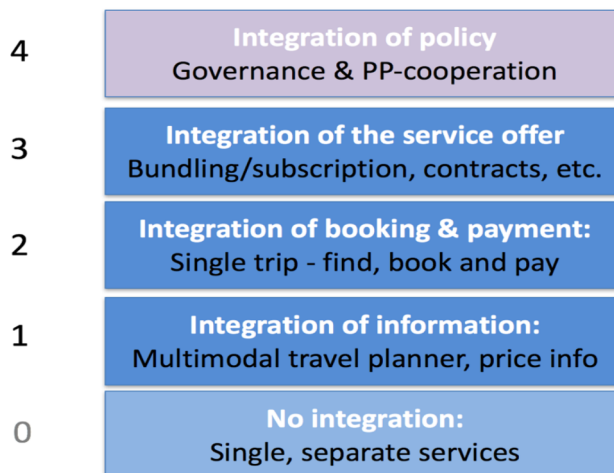 4
Integration of policy
Governance & PP-cooperation
3
Integration of the service offer
Bundling/subscription, contracts, etc.
2
Integration of booking & payment:
Single trip - find, book and pay
1
Integration of information:
Multimodal travel planner, price info
0
No integration:
Single, separate services